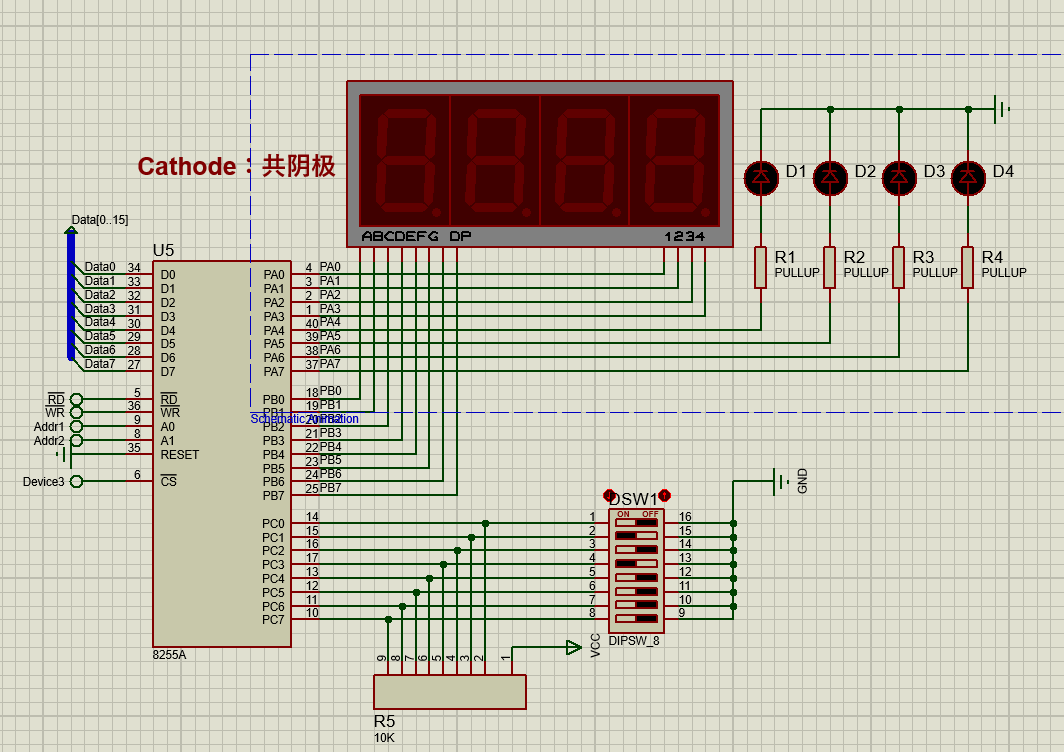 Cathode：共阴极
ABCDEFG DP
1234
D1
D2
D3
D4
R1
PULLUP
R2
PULLUP
R3
PULLUP
R4
PULLUP
Data[0..15]
U5
Data0 34 D0 PA0 4 PA0
Data1 33 D1 PA1 3 PA1
Data2 32 D2 PA2 2 PA2
Data3 31 D3 PA3 1 PA3
Data4 30 D4 PA4 40 PA4
Data5 29 D5 PA5 39 PA5
Data6 28 D6 PA6 38 PA6
Data7 27 D7 PA7 37 PA7
RD 5 RD PB0 18 PB0
WR 36 WR PB1 19 PB1
Schematic Animation
Addr1 9 A0 PB2 20 PB2
Addr2 8 A1 PB3 21 PB3
35 RESET PB4 22 PB4
PB5 23 PB5
Device3 6 CS PB6 24 PB6
PB7 25 PB7
GND
DSW1
ON OFF
PC0 14 1 16
PC1 15 2 15
PC2 16 3 14
PC3 17 4 13
PC4 13 5 12
PC5 12 6 11
PC6 11 7 10
PC7 10 8 9
DIPSW_8
VCC
8255A
9 8 7 6 5 4 3 2 1
R5
10K